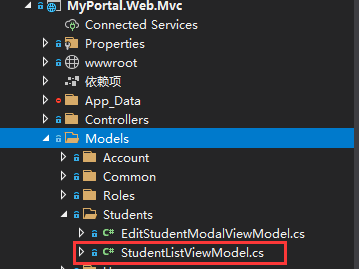 MyPortal.Web.Mvc
Connected Services
Properties
wwwroot
依赖项
App_Data
Controllers
Models
Account
Common
Roles
Students
EditStudentModalViewModel.cs
StudentListViewModel.cs